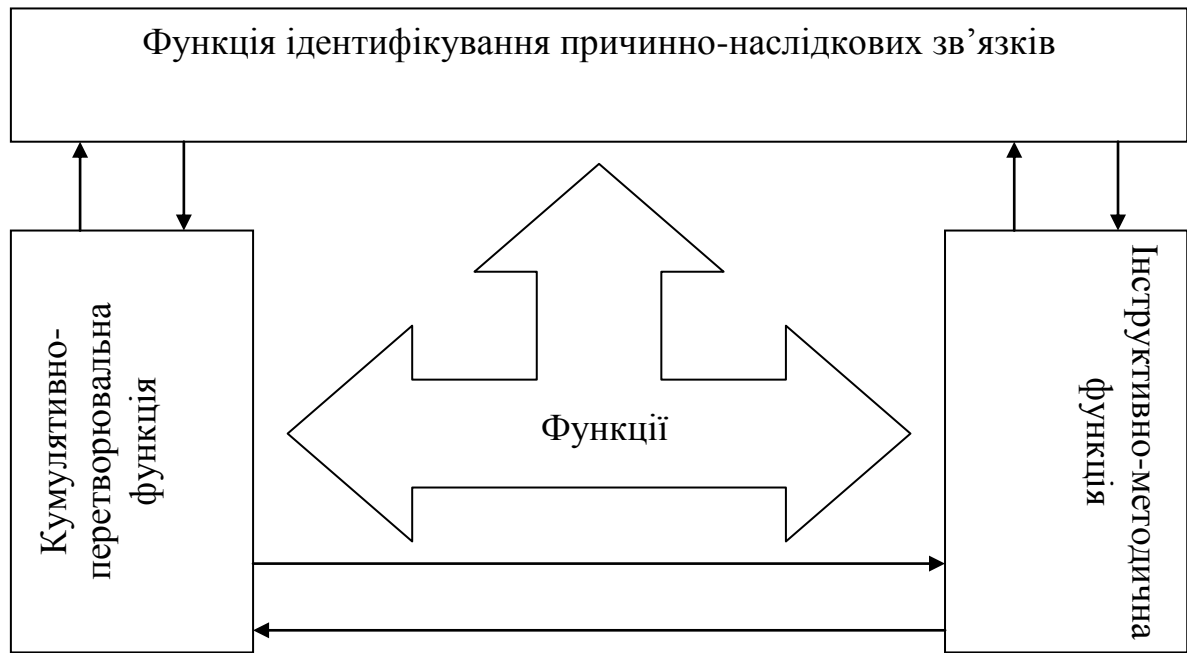 Функція ідентифікування причинно-наслідкових зв’язків
Кумулятивно-
перетворювальна
функція
Функції
Інструктивно-методична
функція